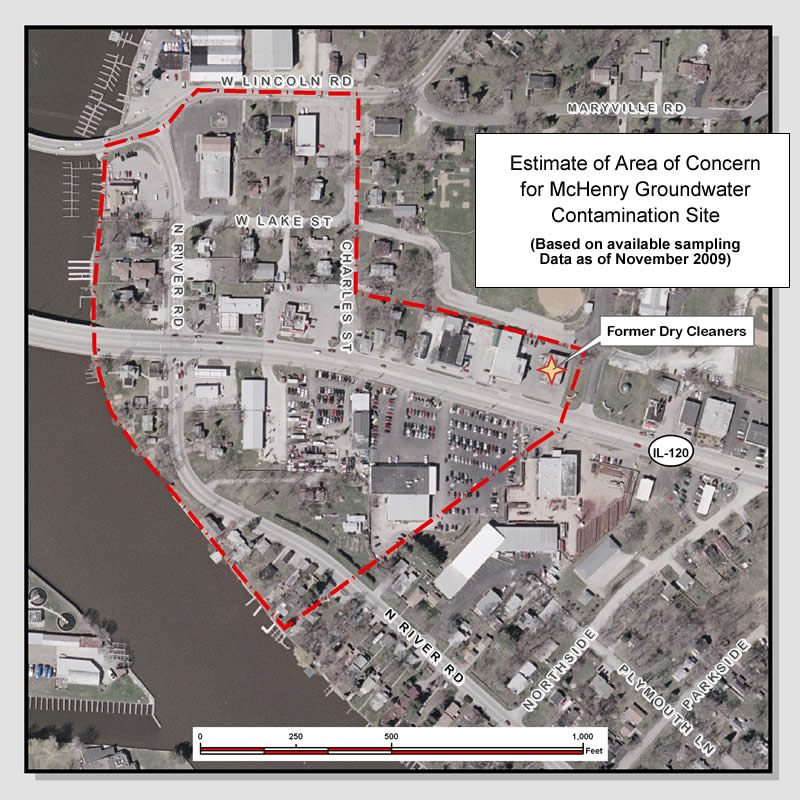 W LINCOLN RD
MARYVILLE RD
Estimate of Area of Concern
for McHenry Groundwater
Contamination Site
(Based on available sampling
Data as of November 2009)
W LAKE ST
N RIVER RD
CHARLES ST
Former Dry Cleaners
IL-120
N RIVER RD
NORTHSIDE
PLYMOUTH LN
PARKSIDE
0 250 500 1,000
Feet